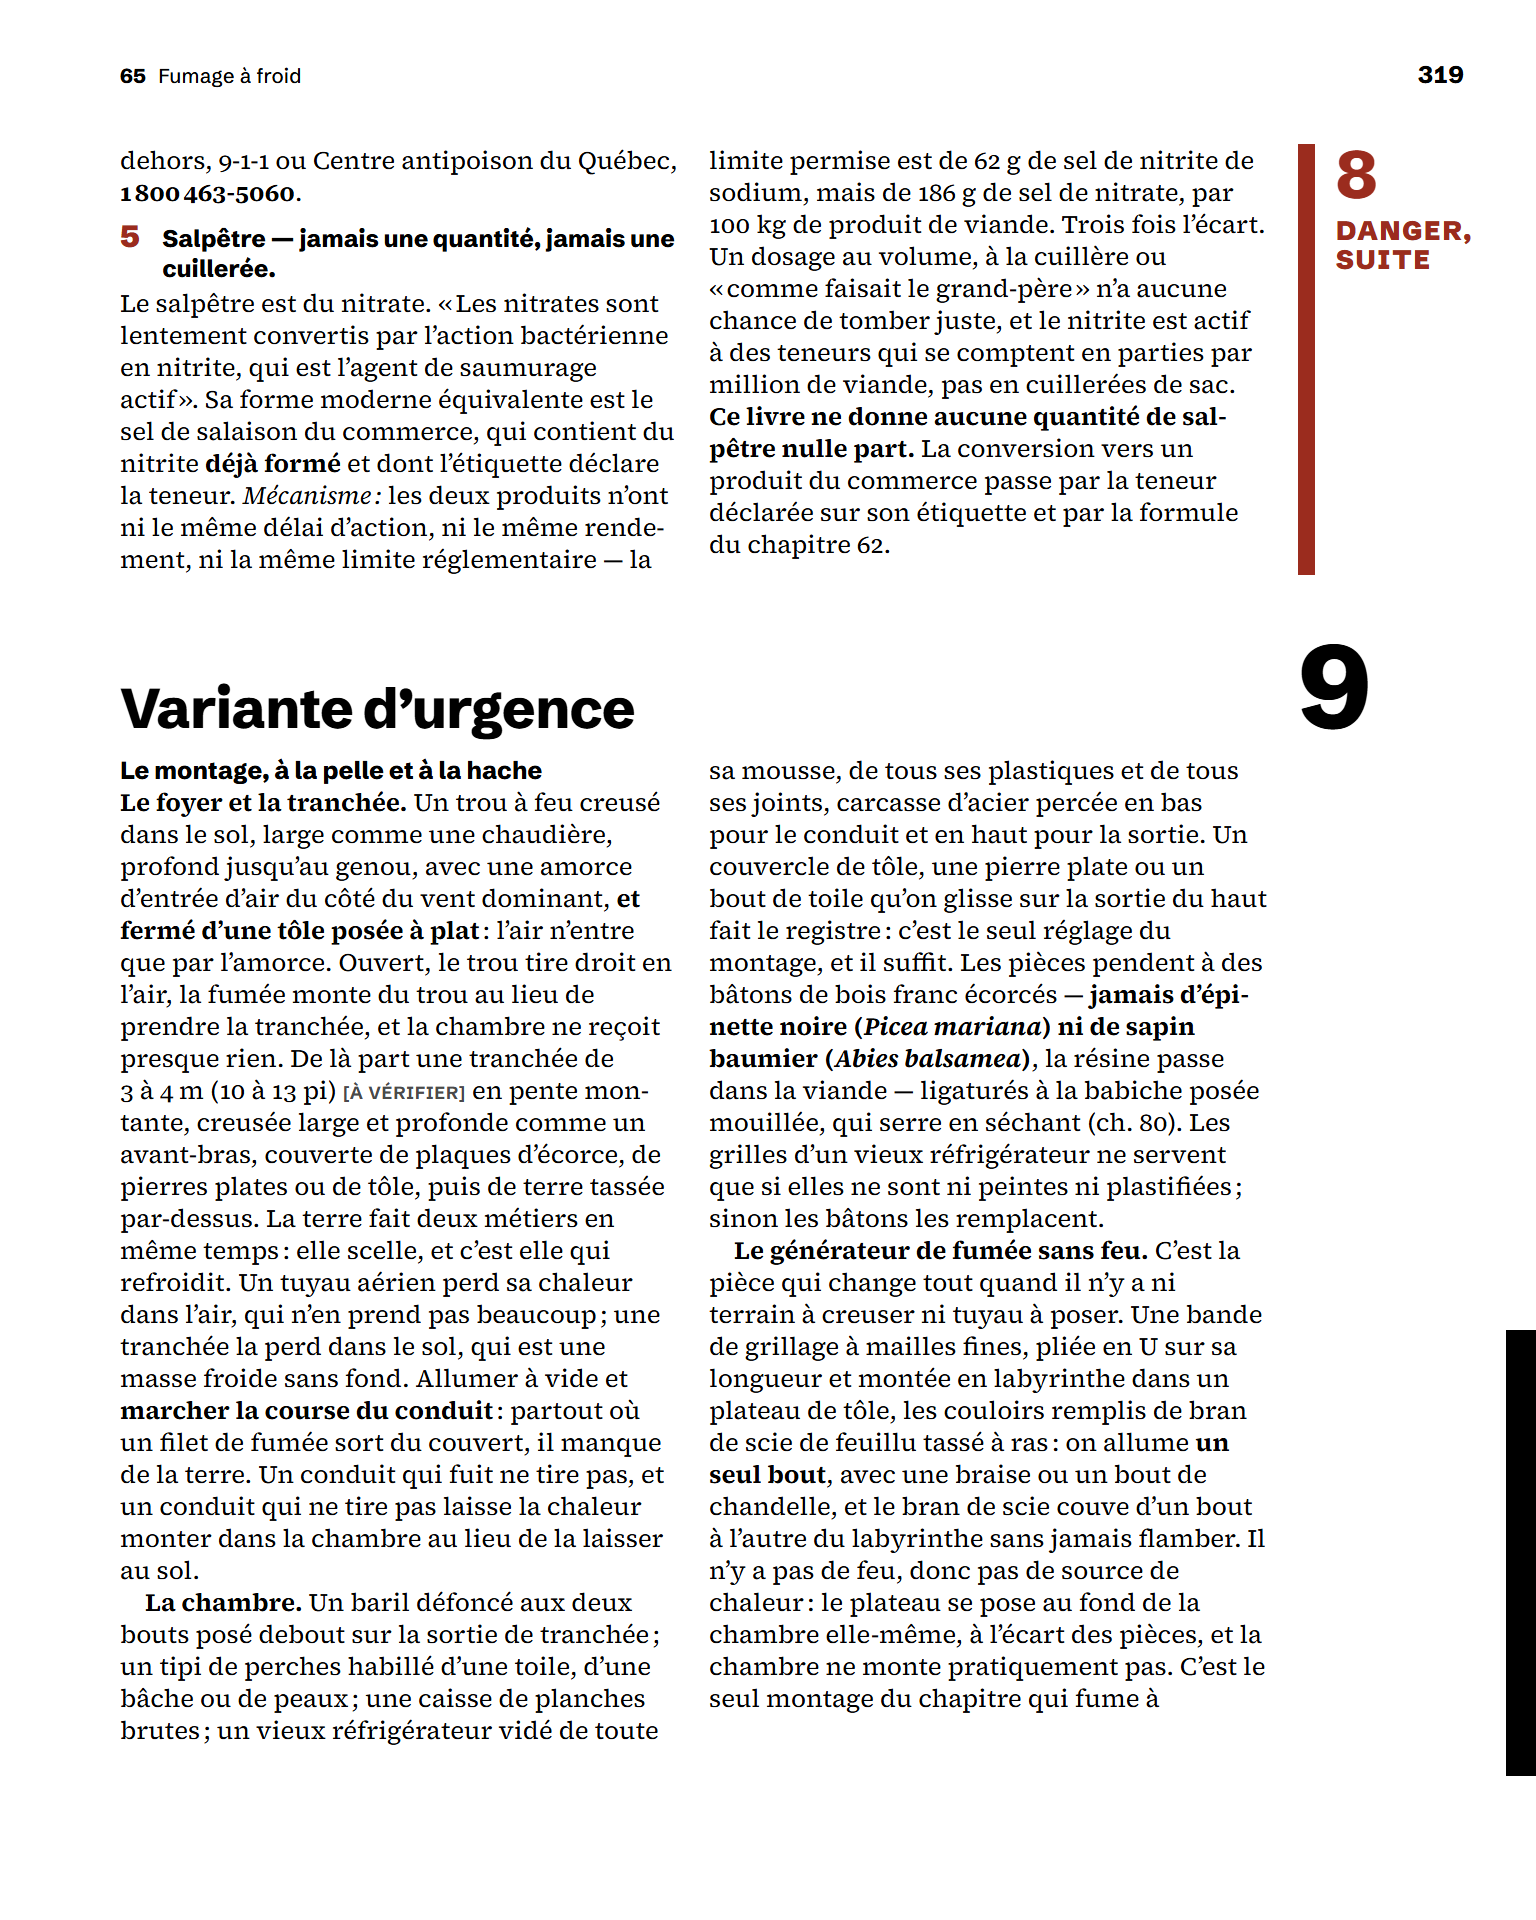 65 Fumage à froid
319
dehors, 9-1-1 ou Centre antipoison du Québec,
1 800 463-5060.
5 Salpêtre — jamais une quantité, jamais une
cuillerée.
Le salpêtre est du nitrate. « Les nitrates sont
lentement convertis par l’action bactérienne
en nitrite, qui est l’agent de saumurage
actif ». Sa forme moderne équivalente est le
sel de salaison du commerce, qui contient du
nitrite déjà formé et dont l’étiquette déclare
la teneur. Mécanisme : les deux produits n’ont
ni le même délai d’action, ni le même rende-
ment, ni la même limite réglementaire — la
limite permise est de 62 g de sel de nitrite de
sodium, mais de 186 g de sel de nitrate, par
100 kg de produit de viande. Trois fois l’écart.
Un dosage au volume, à la cuillère ou
« comme faisait le grand-père » n’a aucune
chance de tomber juste, et le nitrite est actif
à des teneurs qui se comptent en parties par
million de viande, pas en cuillerées de sac.
Ce livre ne donne aucune quantité de sal-
pêtre nulle part. La conversion vers un
produit du commerce passe par la teneur
déclarée sur son étiquette et par la formule
du chapitre 62.
8
DANGER,
SUITE
Variante d’urgence
9
Le montage, à la pelle et à la hache
Le foyer et la tranchée. Un trou à feu creusé
dans le sol, large comme une chaudière,
profond jusqu’au genou, avec une amorce
d’entrée d’air du côté du vent dominant, et
fermé d’une tôle posée à plat : l’air n’entre
que par l’amorce. Ouvert, le trou tire droit en
l’air, la fumée monte du trou au lieu de
prendre la tranchée, et la chambre ne reçoit
presque rien. De là part une tranchée de
3 à 4 m (10 à 13 pi) [À VÉRIFIER] en pente mon-
tante, creusée large et profonde comme un
avant-bras, couverte de plaques d’écorce, de
pierres plates ou de tôle, puis de terre tassée
par-dessus. La terre fait deux métiers en
même temps : elle scelle, et c’est elle qui
refroidit. Un tuyau aérien perd sa chaleur
dans l’air, qui n’en prend pas beaucoup ; une
tranchée la perd dans le sol, qui est une
masse froide sans fond. Allumer à vide et
marcher la course du conduit : partout où
un filet de fumée sort du couvert, il manque
de la terre. Un conduit qui fuit ne tire pas, et
un conduit qui ne tire pas laisse la chaleur
monter dans la chambre au lieu de la laisser
au sol.
La chambre. Un baril défoncé aux deux
bouts posé debout sur la sortie de tranchée ;
un tipi de perches habillé d’une toile, d’une
bâche ou de peaux ; une caisse de planches
brutes ; un vieux réfrigérateur vidé de toute
sa mousse, de tous ses plastiques et de tous
ses joints, carcasse d’acier percée en bas
pour le conduit et en haut pour la sortie. Un
couvercle de tôle, une pierre plate ou un
bout de toile qu’on glisse sur la sortie du haut
fait le registre : c’est le seul réglage du
montage, et il suffit. Les pièces pendent à des
bâtons de bois franc écorcés — jamais d’épi-
nette noire (Picea mariana) ni de sapin
baumier (Abies balsamea), la résine passe
dans la viande — ligaturés à la babiche posée
mouillée, qui serre en séchant (ch. 80). Les
grilles d’un vieux réfrigérateur ne servent
que si elles ne sont ni peintes ni plastifiées ;
sinon les bâtons les remplacent.
Le générateur de fumée sans feu. C’est la
pièce qui change tout quand il n’y a ni
terrain à creuser ni tuyau à poser. Une bande
de grillage à mailles fines, pliée en U sur sa
longueur et montée en labyrinthe dans un
plateau de tôle, les couloirs remplis de bran
de scie de feuillu tassé à ras : on allume un
seul bout, avec une braise ou un bout de
chandelle, et le bran de scie couve d’un bout
à l’autre du labyrinthe sans jamais flamber. Il
n’y a pas de feu, donc pas de source de
chaleur : le plateau se pose au fond de la
chambre elle-même, à l’écart des pièces, et la
chambre ne monte pratiquement pas. C’est le
seul montage du chapitre qui fume à